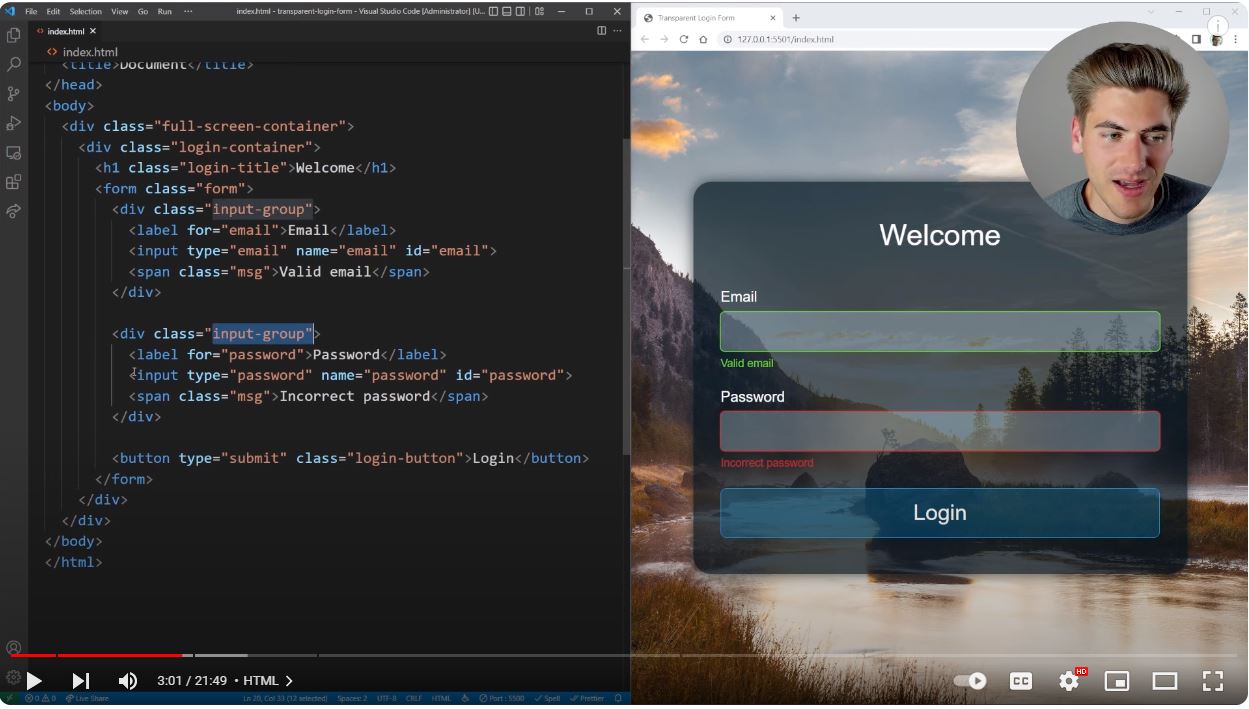 File Edit Selection View Go Run ··· index.html - transparent-login-form - Visual Studio Code [Administrator] [U...
index.html
index.html
<title>Document</title>
</head>
<body>
<div class="full-screen-container">
<div class="login-container">
<h1 class="login-title">Welcome</h1>
<form class="form">
<div class="input-group">
<label for="email">Email</label>
<input type="email" name="email" id="email">
<span class="msg">Valid email</span>
</div>
<div class="input-group">
<label for="password">Password</label>
<input type="password" name="password" id="password">
<span class="msg">Incorrect password</span>
</div>
<button type="submit" class="login-button">Login</button>
</form>
</div>
</div>
</body>
</html>
Transparent Login Form
127.0.0.1:5501/index.html
Welcome
Email
Valid email
Password
Incorrect password
Login
3:01 / 21:49 • HTML
CC
HD
0 0 Live Share Ln 20, Col 33 (12 selected) Spaces: 2 UTF-8 CRLF HTML Port : 5500 Spell Prettier